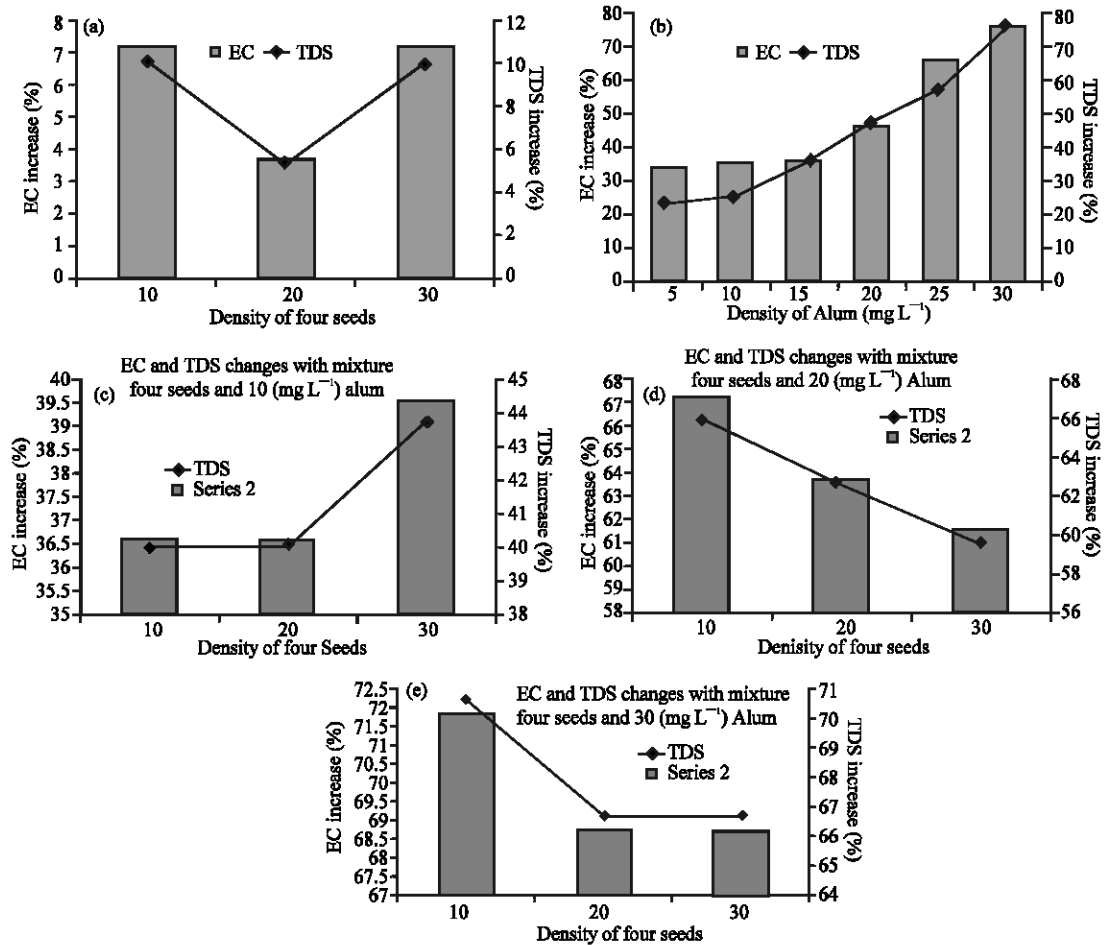 (a)
EC TDS
EC increase (%)
8
7
6
5
4
3
2
1
0
12
10
8
6
4
2
0
TDS increase (%)
10 20 30
Density of four seeds
(b)
EC TDS
EC increase (%)
80
70
60
50
40
30
20
10
0
80
70
60
50
40
30
20
10
0
TDS increase (%)
5 10 15 20 25 30
Density of Alum (mg L⁻¹)
EC and TDS changes with mixture
four seeds and 10 (mg L⁻¹) alum
(c)
TDS
Series 2
EC increase (%)
40
39.5
39
38.5
38
37.5
37
36.5
36
35.5
35
45
44
43
42
41
40
39
38
TDS increase (%)
10 20 30
Density of four Seeds
EC and TDS changes with mixture
four seeds and 20 (mg L⁻¹) Alum
(d)
TDS
Series 2
EC increase (%)
68
67
66
65
64
63
62
61
60
59
58
68
66
64
62
60
58
56
TDS increase (%)
10 20 30
Denisity of four seeds
(e)
EC and TDS changes with mixture
four seeds and 30 (mg L⁻¹) Alum
TDS
Series 2
EC increase (%)
72.5
72
71.5
71
70.5
70
69.5
69
68.5
68
67.5
67
71
70
69
68
67
66
65
64
TDS increase (%)
10 20 30
Density of four seeds